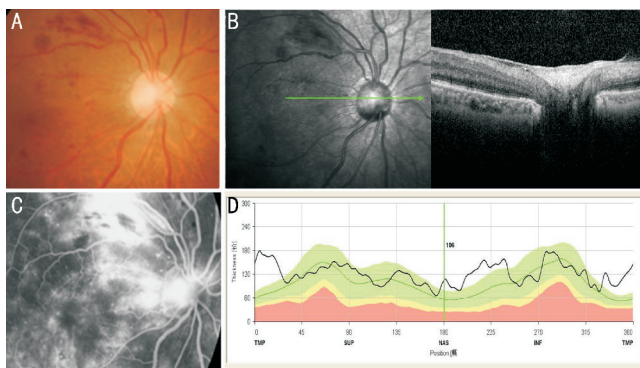 A
B
C
D
300
240
180
120
60
0
Thickness [
106
0
45
90
135
180
225
270
315
360
TMP
SUP
NAS
INF
TMP
Position [